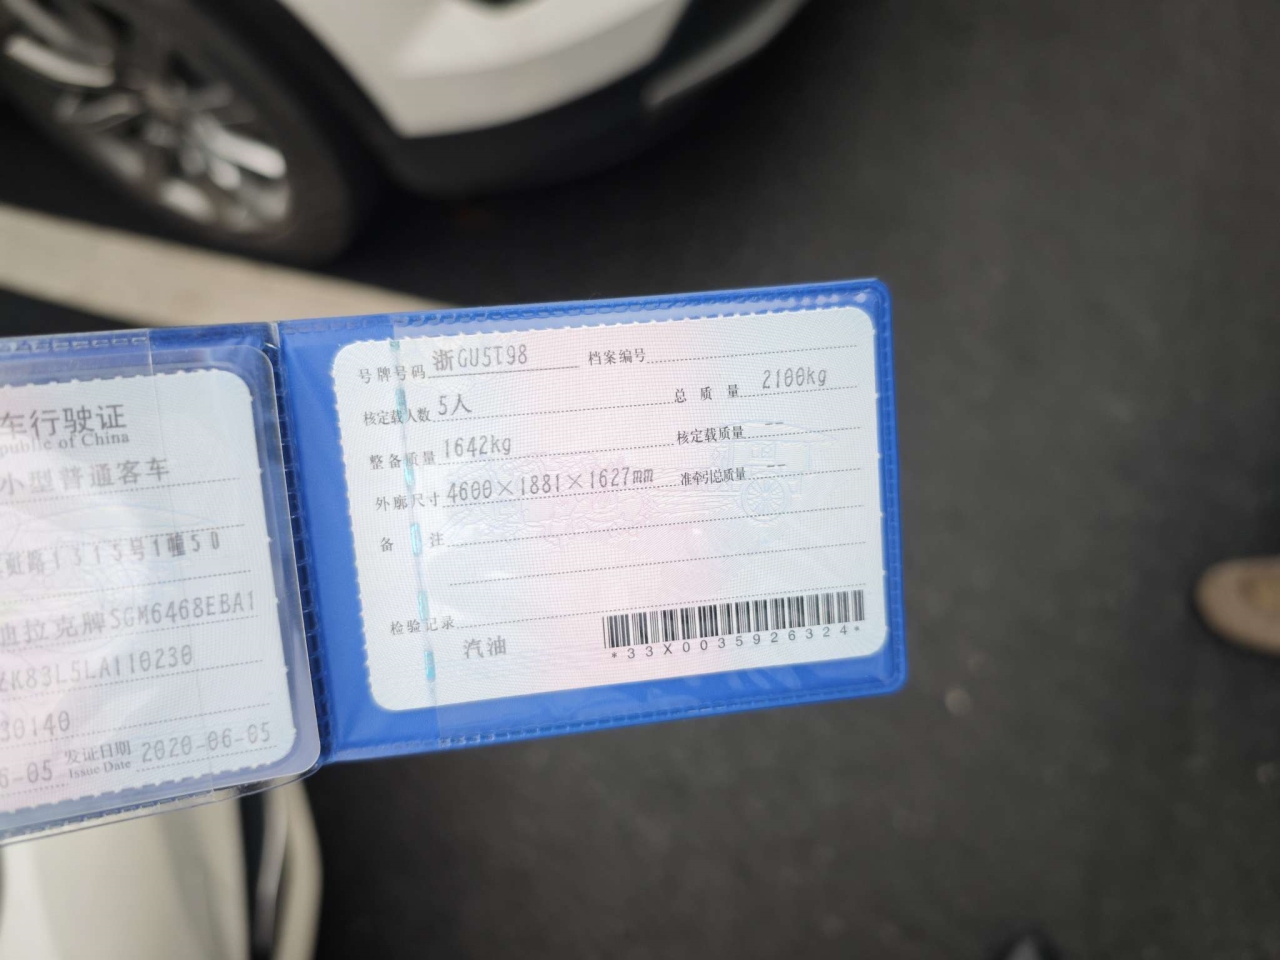 车行驶证
public of China
小型普通客车
路1315号1幢5D
迪拉克牌SGM6468EBA1
K83L5LA110230
30140
6-05 发证日期 2020-06-05
Issue Date
号牌号码 浙GU5T98 档案编号
核定载人数 5人 总质量 2100kg
整备质量 1642kg 核定载质量 --
外廓尺寸 4600×1881×1627mm 准牵引总质量 --
备注
检验记录
汽油
*33X0035926324*